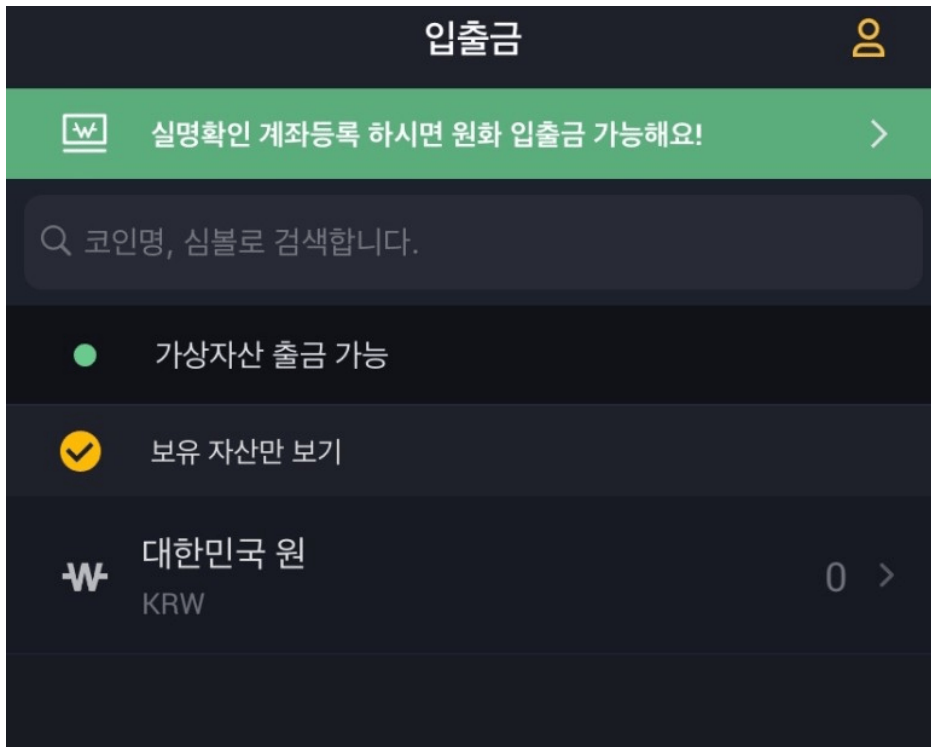 입출금
실명확인 계좌등록 하시면 원화 입출금 가능해요!
코인명, 심볼로 검색합니다.
가상자산 출금 가능
보유 자산만 보기
대한민국 원
0
KRW